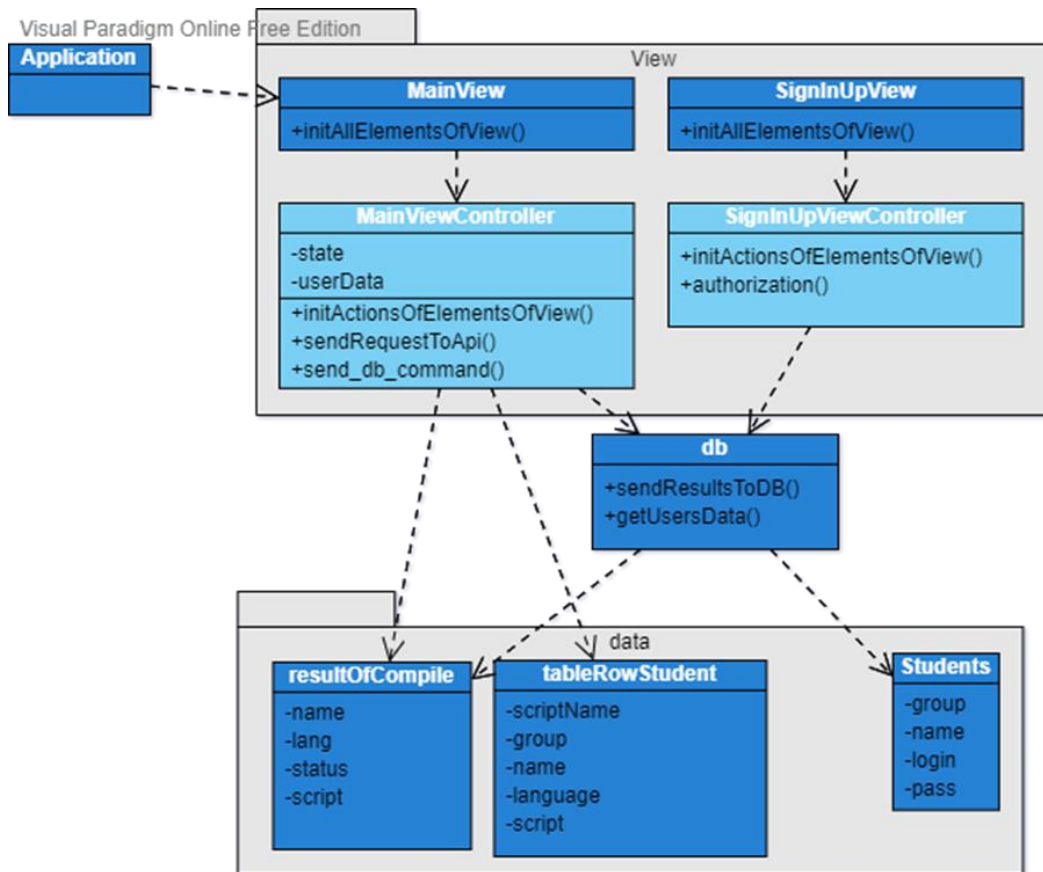 Visual Paradigm Online Free Edition
Application
View
MainView
+initAllElementsOfView()
SignInUpView
+initAllElementsOfView()
MainViewController
-state
-userData
+initActionsOfElementsOfView()
+sendRequestToApi()
+send_db_command()
SignInUpViewController
+initActionsOfElementsOfView()
+authorization()
db
+sendResultsToDB()
+getUsersData()
data
resultOfCompile
-name
-lang
-status
-script
tableRowStudent
-scriptName
-group
-name
-language
-script
Students
-group
-name
-login
-pass